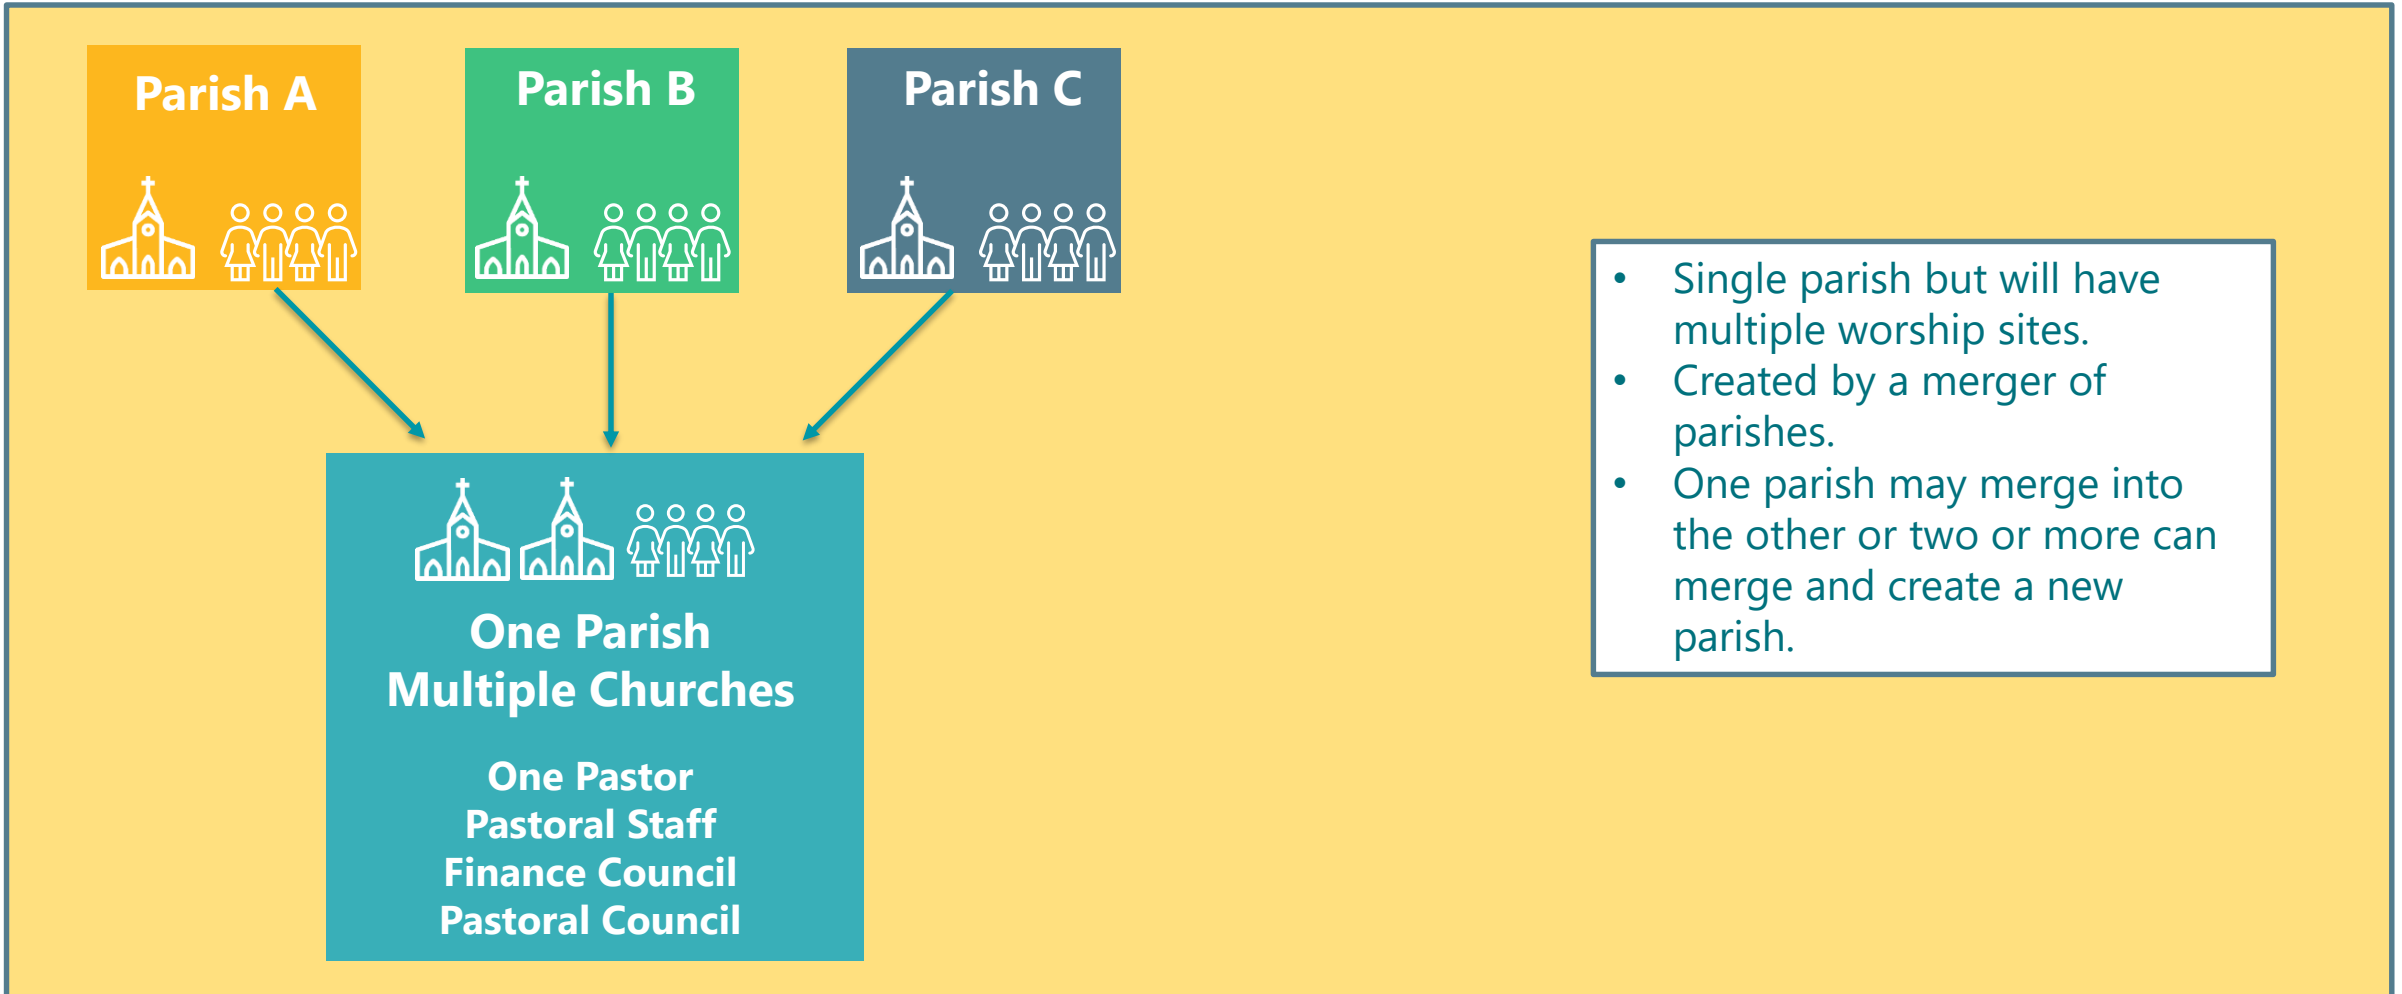 Parish A
Parish B
Parish C
One Parish
Multiple Churches
One Pastor
Pastoral Staff
Finance Council
Pastoral Council
• Single parish but will have
multiple worship sites.
• Created by a merger of
parishes.
• One parish may merge into
the other or two or more can
merge and create a new
parish.